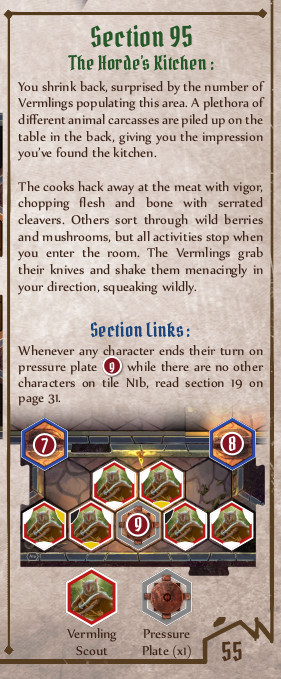 Section 95
The Horde's Kitchen:
You shrink back, surprised by the number of
Vermlings populating this area. A plethora of
different animal carcasses are piled up on the
table in the back, giving you the impression
you've found the kitchen.
The cooks hack away at the meat with vigor,
chopping flesh and bone with serrated
cleavers. Others sort through wild berries
and mushrooms, but all activities stop when
you enter the room. The Vermlings grab
their knives and shake them menacingly in
your direction, squeaking wildly.
Section Links:
Whenever any character ends their turn on
pressure plate 9 while there are no other
characters on tile N1b, read section 19 on
page 31.
7
8
9
Vermling
Scout
Pressure
Plate (x1)
55